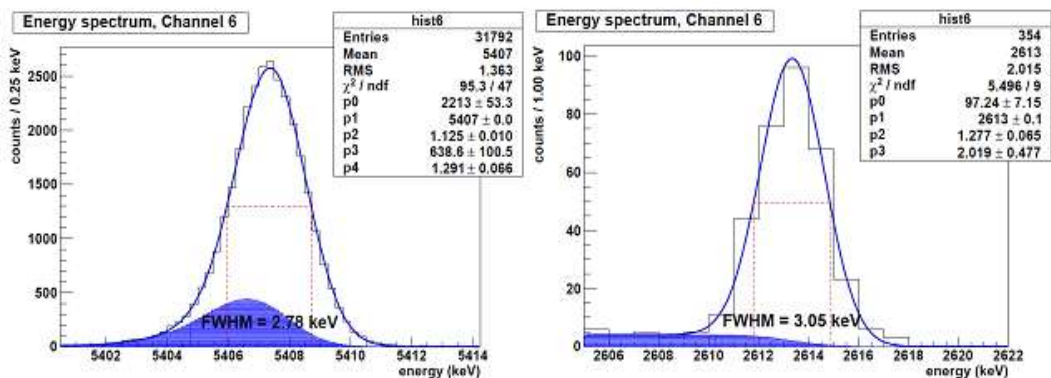 Energy spectrum, Channel 6
hist6
Entries 31792
Mean 5407
RMS 1.363
χ² / ndf 95.3 / 47
p0 2213 ± 53.3
p1 5407 ± 0.0
p2 1.125 ± 0.010
p3 638.6 ± 100.5
p4 1.291 ± 0.066
counts / 0.25 keV
2500
2000
1500
1000
500
0
FWHM = 2.78 keV
5402 5404 5406 5408 5410 5412 5414
energy (keV)
Energy spectrum, Channel 6
hist6
Entries 354
Mean 2613
RMS 2.015
χ² / ndf 5.496 / 9
p0 97.24 ± 7.15
p1 2613 ± 0.1
p2 1.277 ± 0.065
p3 2.019 ± 0.477
counts / 1.00 keV
100
80
60
40
20
0
FWHM = 3.05 keV
2606 2608 2610 2612 2614 2616 2618 2620 2622
energy (keV)